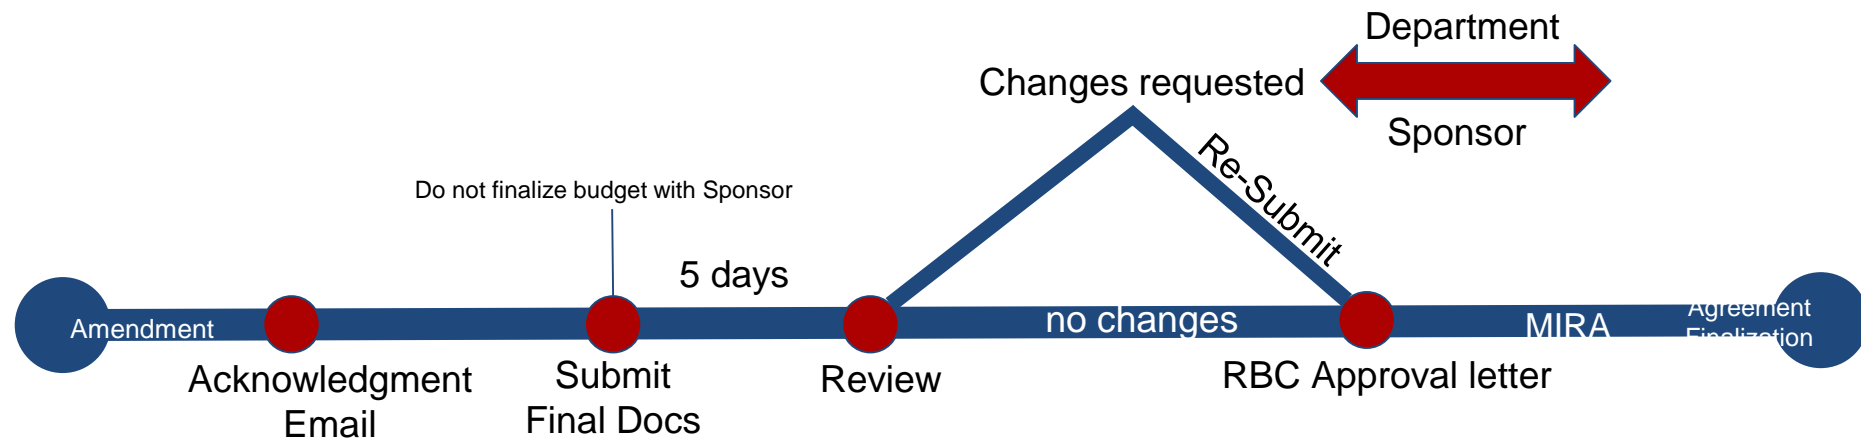 Department
Changes requested
Sponsor
Re-Submit
Do not finalize budget with Sponsor
5 days
Amendment
no changes
MIRA
Agreement
Finalization
Acknowledgment
Email
Submit
Final Docs
Review
RBC Approval letter